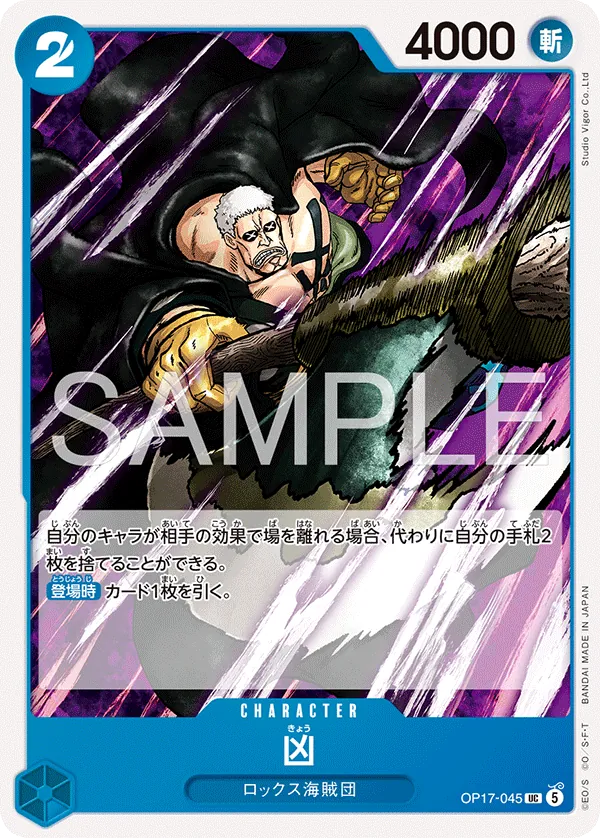 2
4000
斬
Studio Vigor Co.,Ltd
SAMPLE
自分のキャラが相手の効果で場を離れる場合、代わりに自分の手札2
枚を捨てることができる。
登場時 カード1枚を引く。
CHARACTER
きょう
凶
ロックス海賊団
OP17-045 UC 5
©EO/S ©O/S・F・T BANDAI MADE IN JAPAN